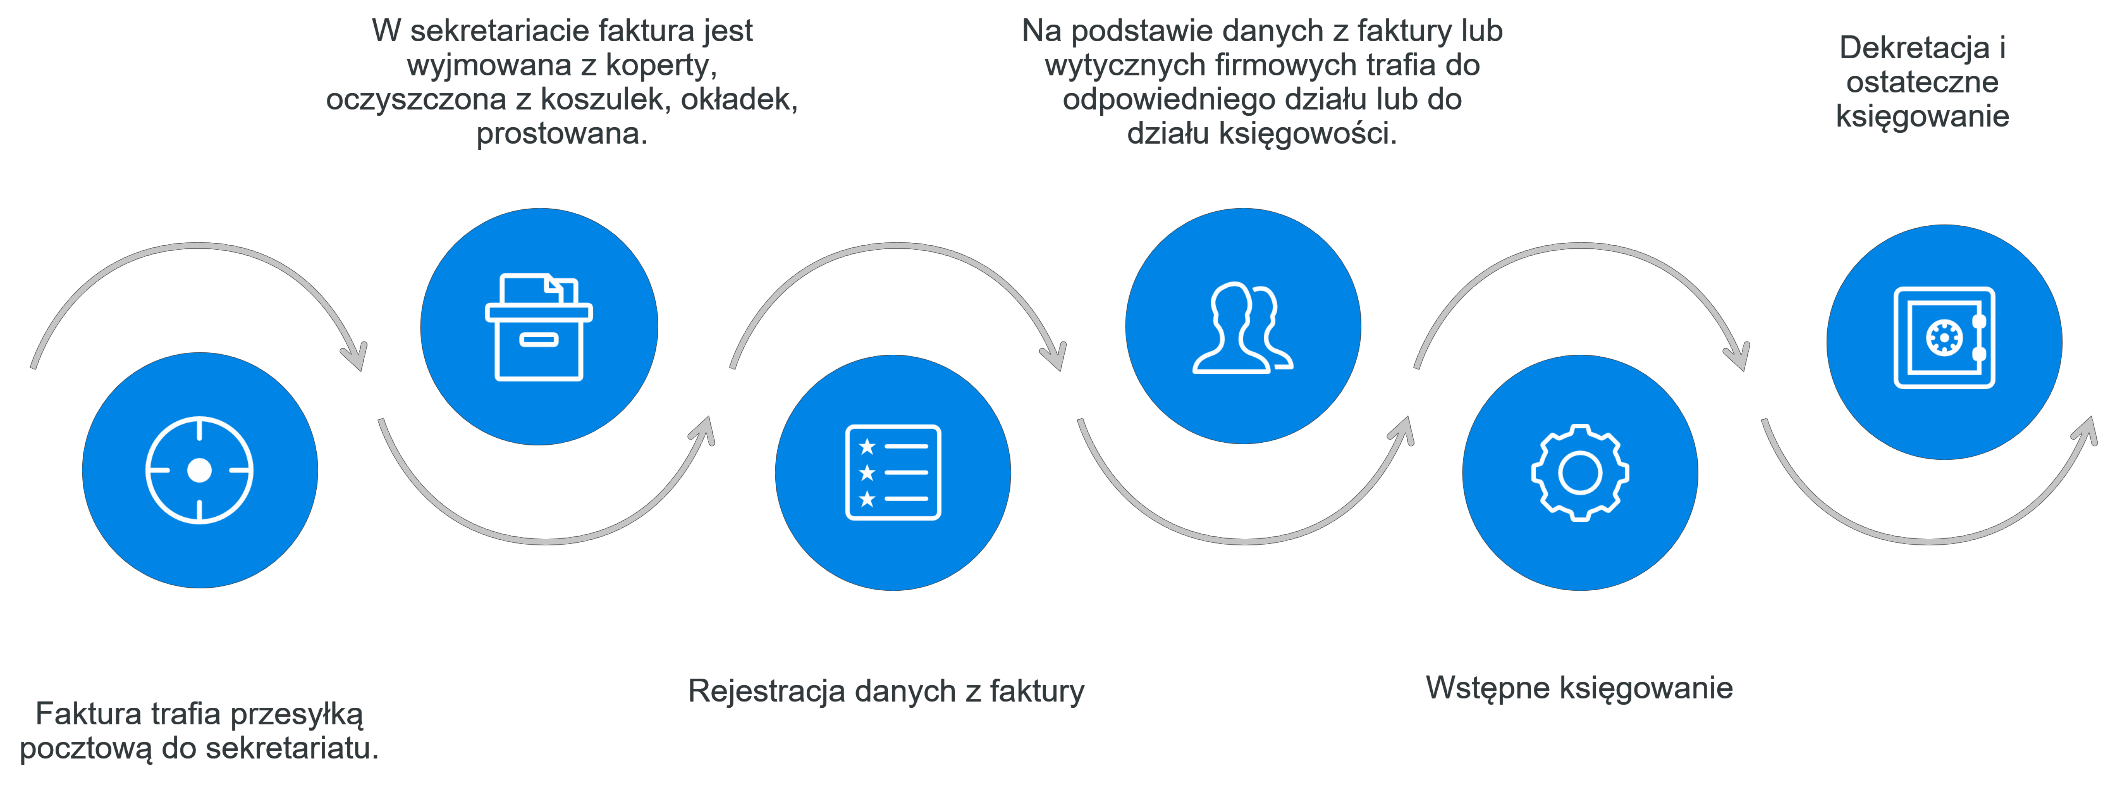 Faktura trafia przesyłką
pocztową do sekretariatu.
W sekretariacie faktura jest
wyjmowana z koperty,
oczyszczona z koszulek, okładek,
prostowana.
Rejestracja danych z faktury
Na podstawie danych z faktury lub
wytycznych firmowych trafia do
odpowiedniego działu lub do
działu księgowości.
Wstępne księgowanie
Dekretacja i
ostateczne
księgowanie